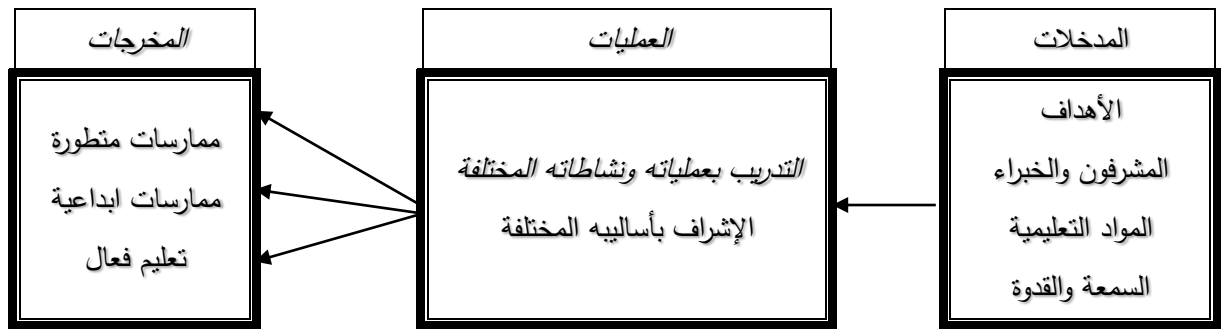 المدخلات
الأهداف
المشرفون والخبراء
المواد التعليمية
السمعة والقدوة
العمليات
التدريب بعملياته ونشاطاته المختلفة
الإشراف بأساليبه المختلفة
المخرجات
ممارسات متطورة
ممارسات ابداعية
تعليم فعال